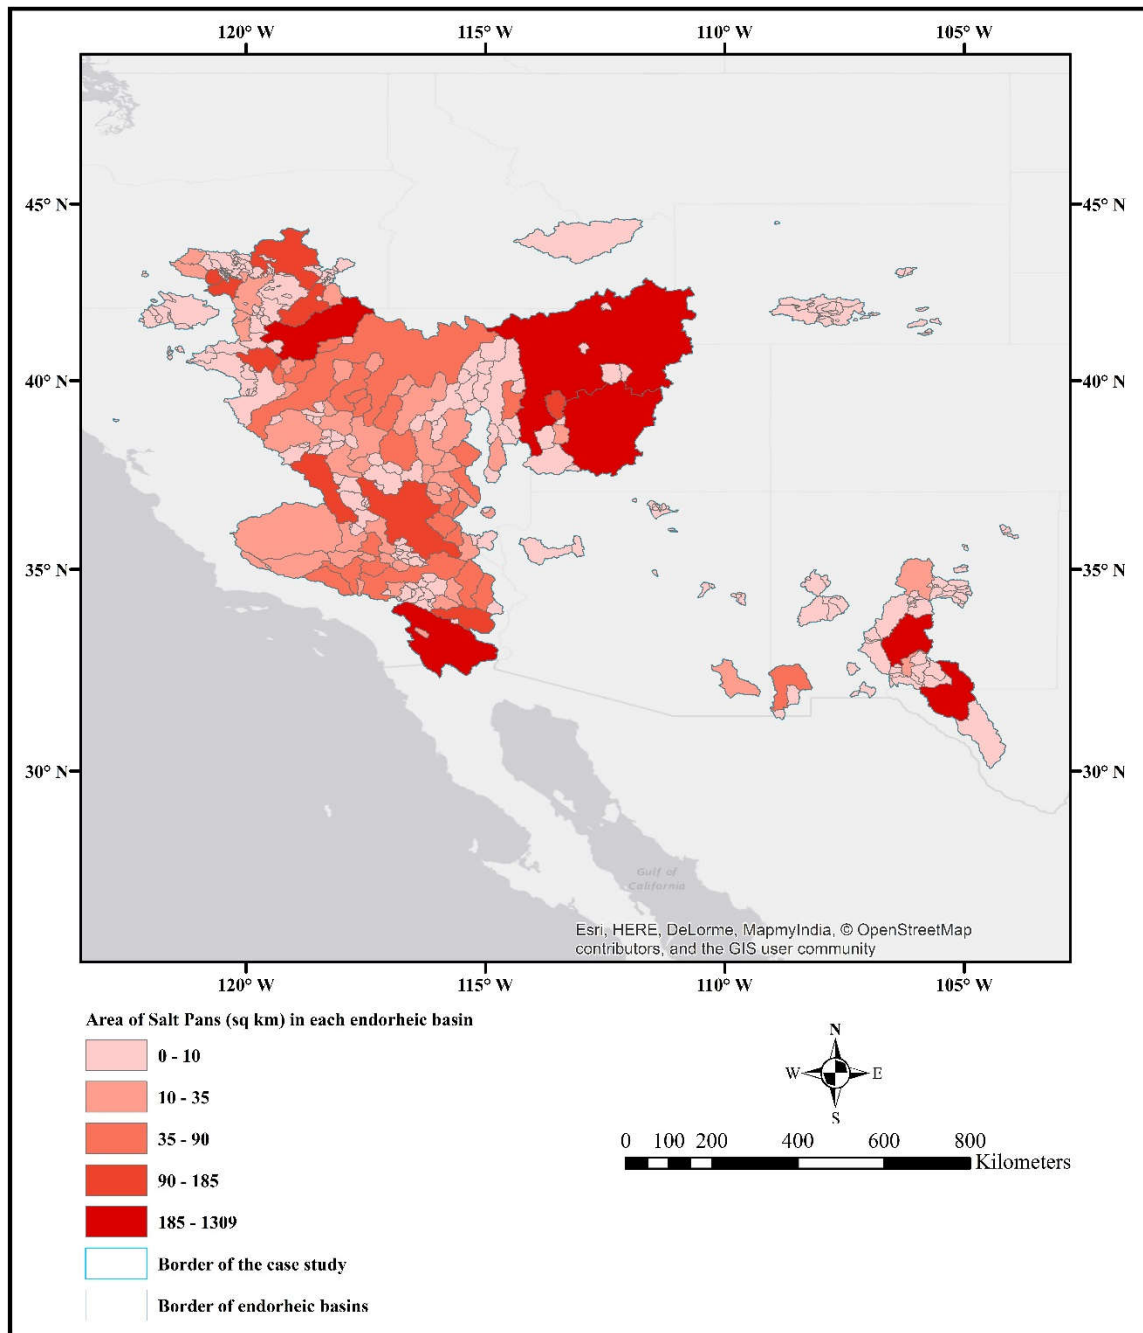 120° W 115° W 110° W 105° W
45° N 45° N
40° N 40° N
35° N 35° N
30° N 30° N
Gulf of
California
Esri, HERE, DeLorme, MapmyIndia, © OpenStreetMap
contributors, and the GIS user community
120° W 115° W 110° W 105° W
Area of Salt Pans (sq km) in each endorheic basin
0 - 10
10 - 35
35 - 90
90 - 185
185 - 1309
Border of the case study
Border of endorheic basins
N
W E
S
0 100 200 400 600 800
Kilometers